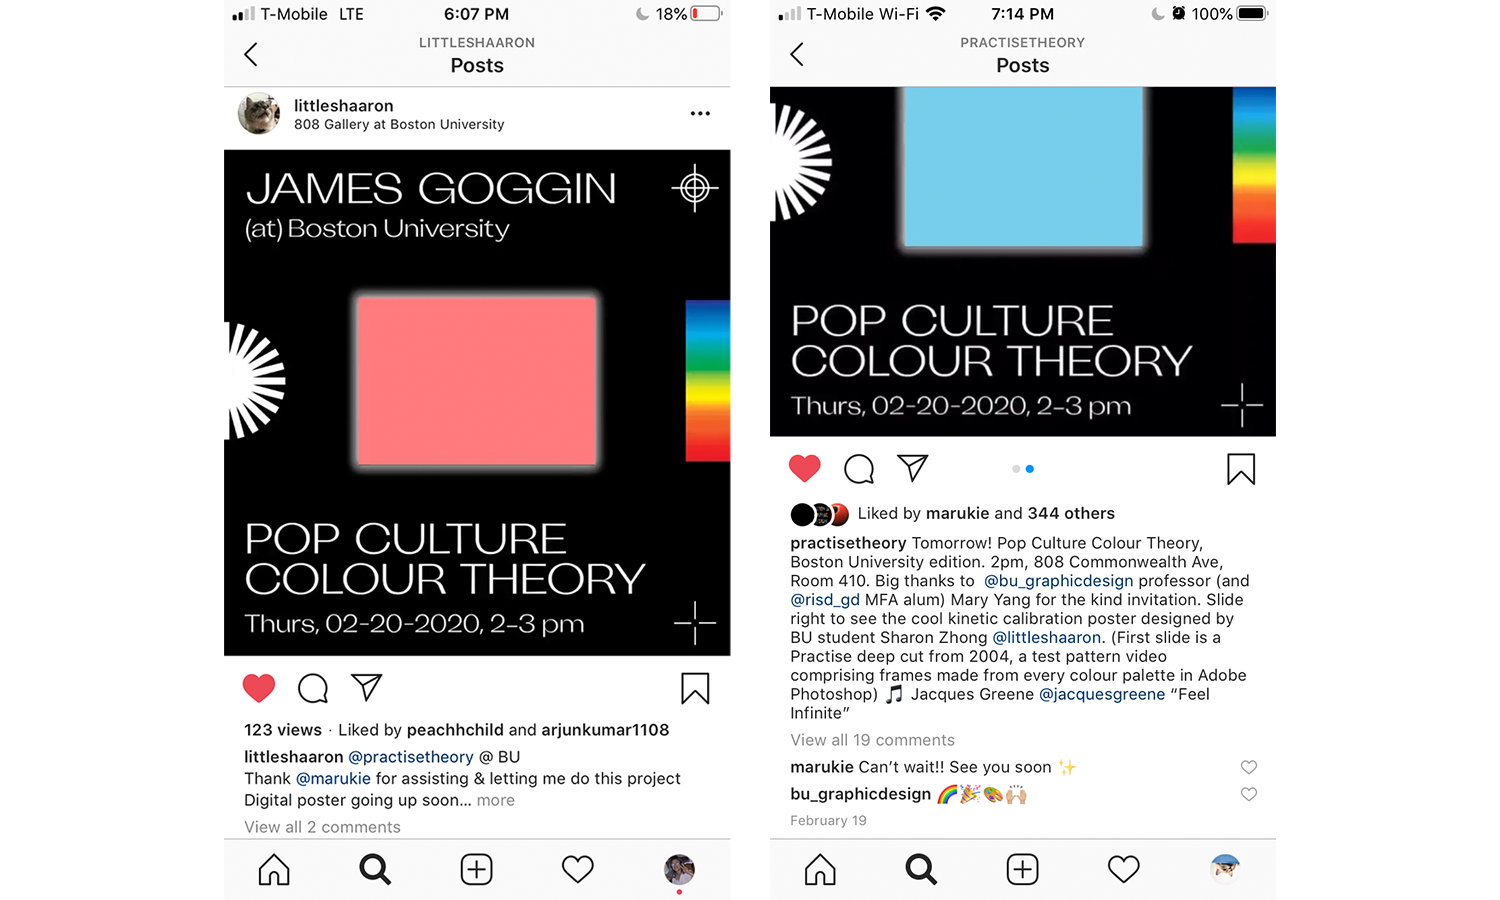 T-Mobile LTE 6:07 PM 18%
LITTLESHAARON
Posts
littleshaaron
808 Gallery at Boston University
JAMES GOGGIN
(at) Boston University
POP CULTURE
COLOUR THEORY
Thurs, 02-20-2020, 2-3 pm
123 views · Liked by peachhchild and arjunkumar1108
littleshaaron @practisetheory @ BU
Thank @marukie for assisting & letting me do this project
Digital poster going up soon... more
View all 2 comments
T-Mobile Wi-Fi 7:14 PM 100%
PRACTISETHEORY
Posts
POP CULTURE
COLOUR THEORY
Thurs, 02-20-2020, 2-3 pm
Liked by marukie and 344 others
practisetheory Tomorrow! Pop Culture Colour Theory,
Boston University edition. 2pm, 808 Commonwealth Ave,
Room 410. Big thanks to @bu_graphicdesign professor (and
@risd_gd MFA alum) Mary Yang for the kind invitation. Slide
right to see the cool kinetic calibration poster designed by
BU student Sharon Zhong @littleshaaron. (First slide is a
Practise deep cut from 2004, a test pattern video
comprising frames made from every colour palette in Adobe
Photoshop) 🎵 Jacques Greene @jacquesgreene “Feel
Infinite”
View all 19 comments
marukie Can’t wait!! See you soon ✨
bu_graphicdesign 🌈🎉🎨🙌🏼
February 19